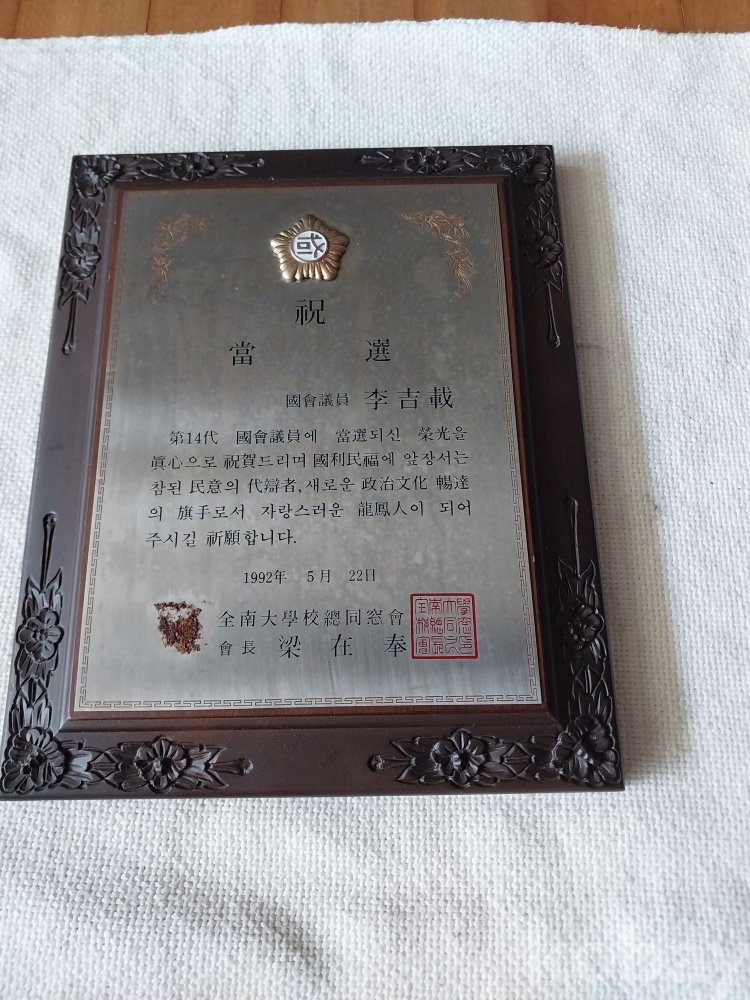 祝
當 選
國會議員 李吉載
第14代 國會議員에 當選되신 榮光을
眞心으로 祝賀드리며 國利民福에 앞장서는
참된 民意의 代辯者, 새로운 政治文化 暢達
의 旗手로서 자랑스러운 龍鳳人이 되어
주시길 祈願합니다.
1992年 5月 22日
全南大學校總同窓會
會長 梁在奉